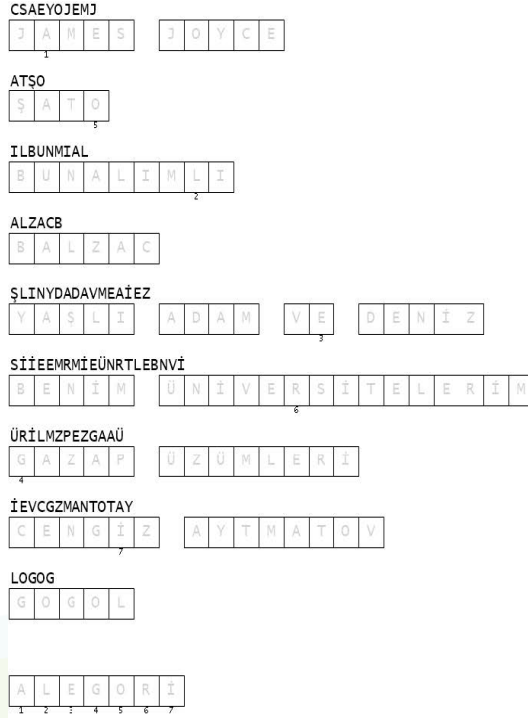 CSAEYOJEMJ
JAMES JOYCE
1
ATŞO
ŞATO
5
ILBUNMIAL
BUNALIMLI
2
ALZACB
BALZAC
ŞLINYDADAVMEAİEZ
YAŞLI ADAM VE DENİZ
3
SİİEEMRMİEÜNRTLEBNVİ
BENİM ÜNİVERSİTELERİM
6
ÜRİLMZPEZGAAÜ
GAZAP ÜZÜMLERİ
4
İEVCGZMANTOTAY
CENGİZ AYTMATOV
7
LOGOG
GOGOL
ALEGORİ
1 2 3 4 5 6 7